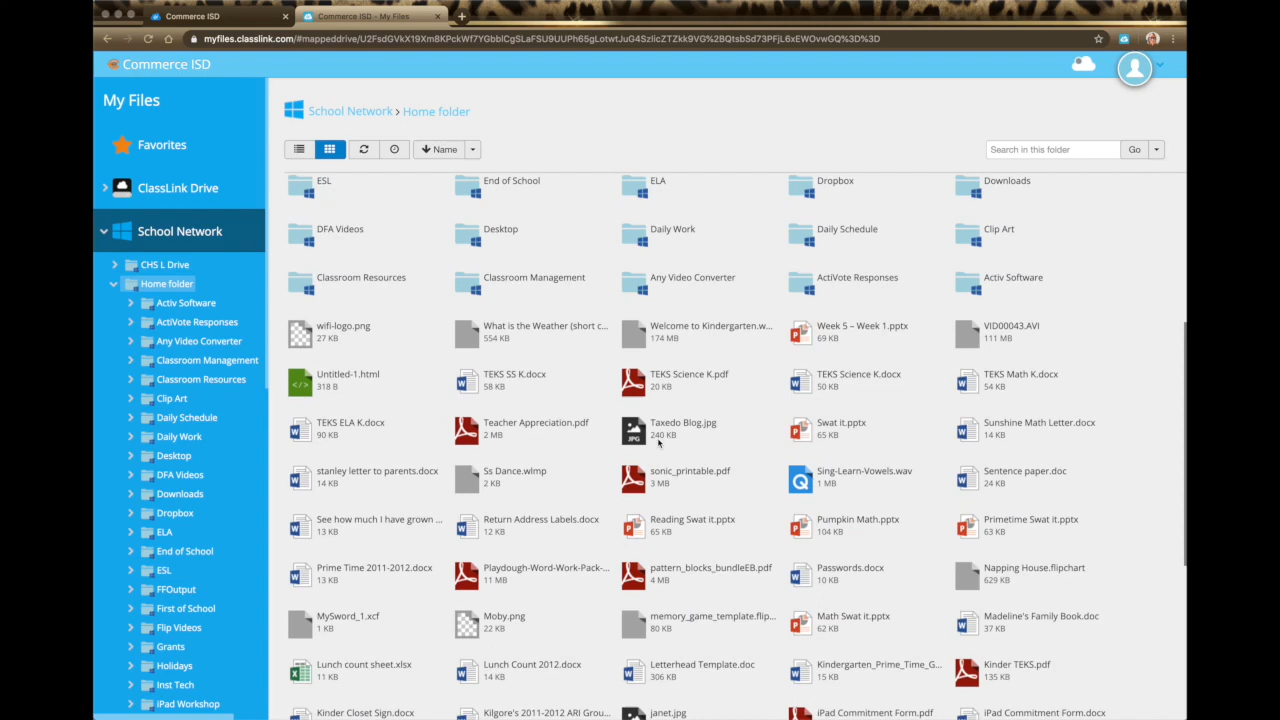 Commerce ISD
Commerce ISD - My Files
myfiles.classlink.com/#mappeddrive/
Commerce ISD
My Files
Favorites
ClassLink Drive
School Network
CHS L Drive
Home folder
Activ Software
ActiVote Responses
Any Video Converter
Classroom Management
Classroom Resources
Clip Art
Daily Schedule
Daily Work
Desktop
DFA Videos
Downloads
Dropbox
ELA
End of School
ESL
FFOutput
First of School
Flip Videos
Grants
Holidays
Inst Tech
iPad Workshop
School Network > Home folder
Name
Search in this folder
Go
ESL
End of School
ELA
Dropbox
Downloads
DFA Videos
Desktop
Daily Work
Daily Schedule
Clip Art
Classroom Resources
Classroom Management
Any Video Converter
ActiVote Responses
Activ Software
wifi-logo.png
27 KB
What is the Weather (short c...
554 KB
Welcome to Kindergarten.w...
174 MB
Week 5 – Week 1.pptx
69 KB
VID00043.AVI
111 MB
Untitled-1.html
318 B
TEKS SS K.docx
58 KB
TEKS Science K.pdf
20 KB
TEKS Science K.docx
50 KB
TEKS Math K.docx
54 KB
TEKS ELA K.docx
90 KB
Teacher Appreciation.pdf
2 MB
JPG
Taxedo Blog.jpg
240 KB
Swat it.pptx
65 KB
Sunshine Math Letter.docx
14 KB
stanley letter to parents.docx
14 KB
Ss Dance.wlmp
2 KB
sonic_printable.pdf
3 MB
Sing-Learn-Vowels.wav
1 MB
Sentence paper.doc
24 KB
See how much I have grown ...
13 KB
Return Address Labels.docx
12 KB
Reading Swat it.pptx
65 KB
Pumpkin Math.pptx
104 KB
Primetime Swat it.pptx
63 KB
Prime Time 2011-2012.docx
13 KB
Playdough-Word-Work-Pack-...
11 MB
pattern_blocks_bundleEB.pdf
4 MB
Passwords.docx
10 KB
Napping House.flipchart
629 KB
MySword_1.xcf
1 KB
Moby.png
22 KB
memory_game_template.flip...
80 KB
Math Swat it.pptx
62 KB
Madeline's Family Book.doc
37 KB
Lunch count sheet.xlsx
11 KB
Lunch Count 2012.docx
14 KB
Letterhead Template.doc
306 KB
Kindergarten_Prime_Time_G...
15 KB
Kinder TEKS.pdf
135 KB
Kinder Closet Sign.docx
Kilgore's 2011-2012 ARI Grou...
janet.jpg
iPad Commitment Form.pdf
iPad Commitment Form.docx